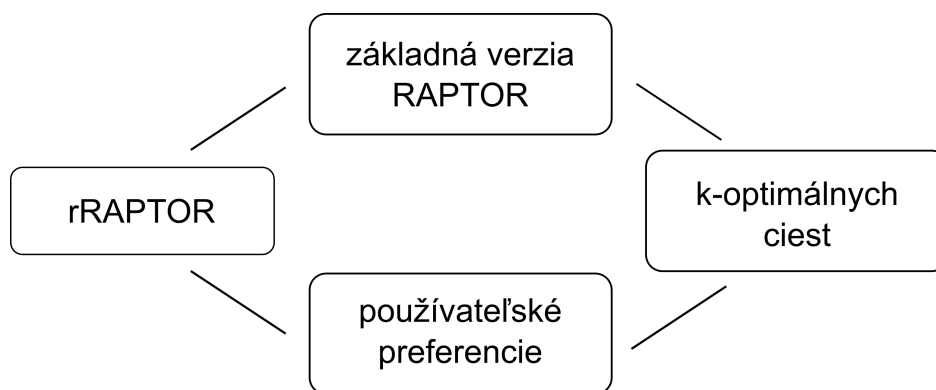 základná verzia
RAPTOR
rRAPTOR
k-optimálnych
ciest
používateľské
preferencie